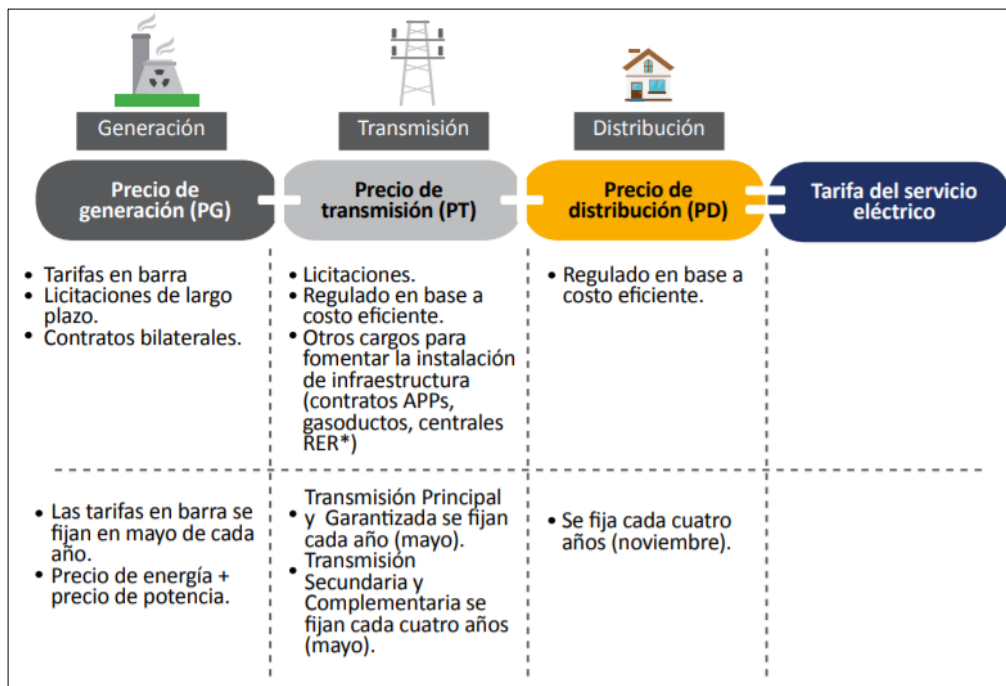 Generación
Transmisión
Distribución
Precio de
generación (PG)
Precio de
transmisión (PT)
Precio de
distribución (PD)
Tarifa del servicio
eléctrico
• Tarifas en barra
• Licitaciones de largo
plazo.
• Contratos bilaterales.
• Licitaciones.
• Regulado en base a
costo eficiente.
• Otros cargos para
fomentar la instalación
de infraestructura
(contratos APPs,
gasoductos, centrales
RER*)
• Regulado en base a
costo eficiente.
• Las tarifas en barra se
fijan en mayo de cada
año.
• Precio de energía +
precio de potencia.
Transmisión Principal
• y Garantizada se fijan
cada año (mayo).
• Transmisión
Secundaria y
Complementaria se
fijan cada cuatro años
(mayo).
• Se fija cada cuatro
años (noviembre).